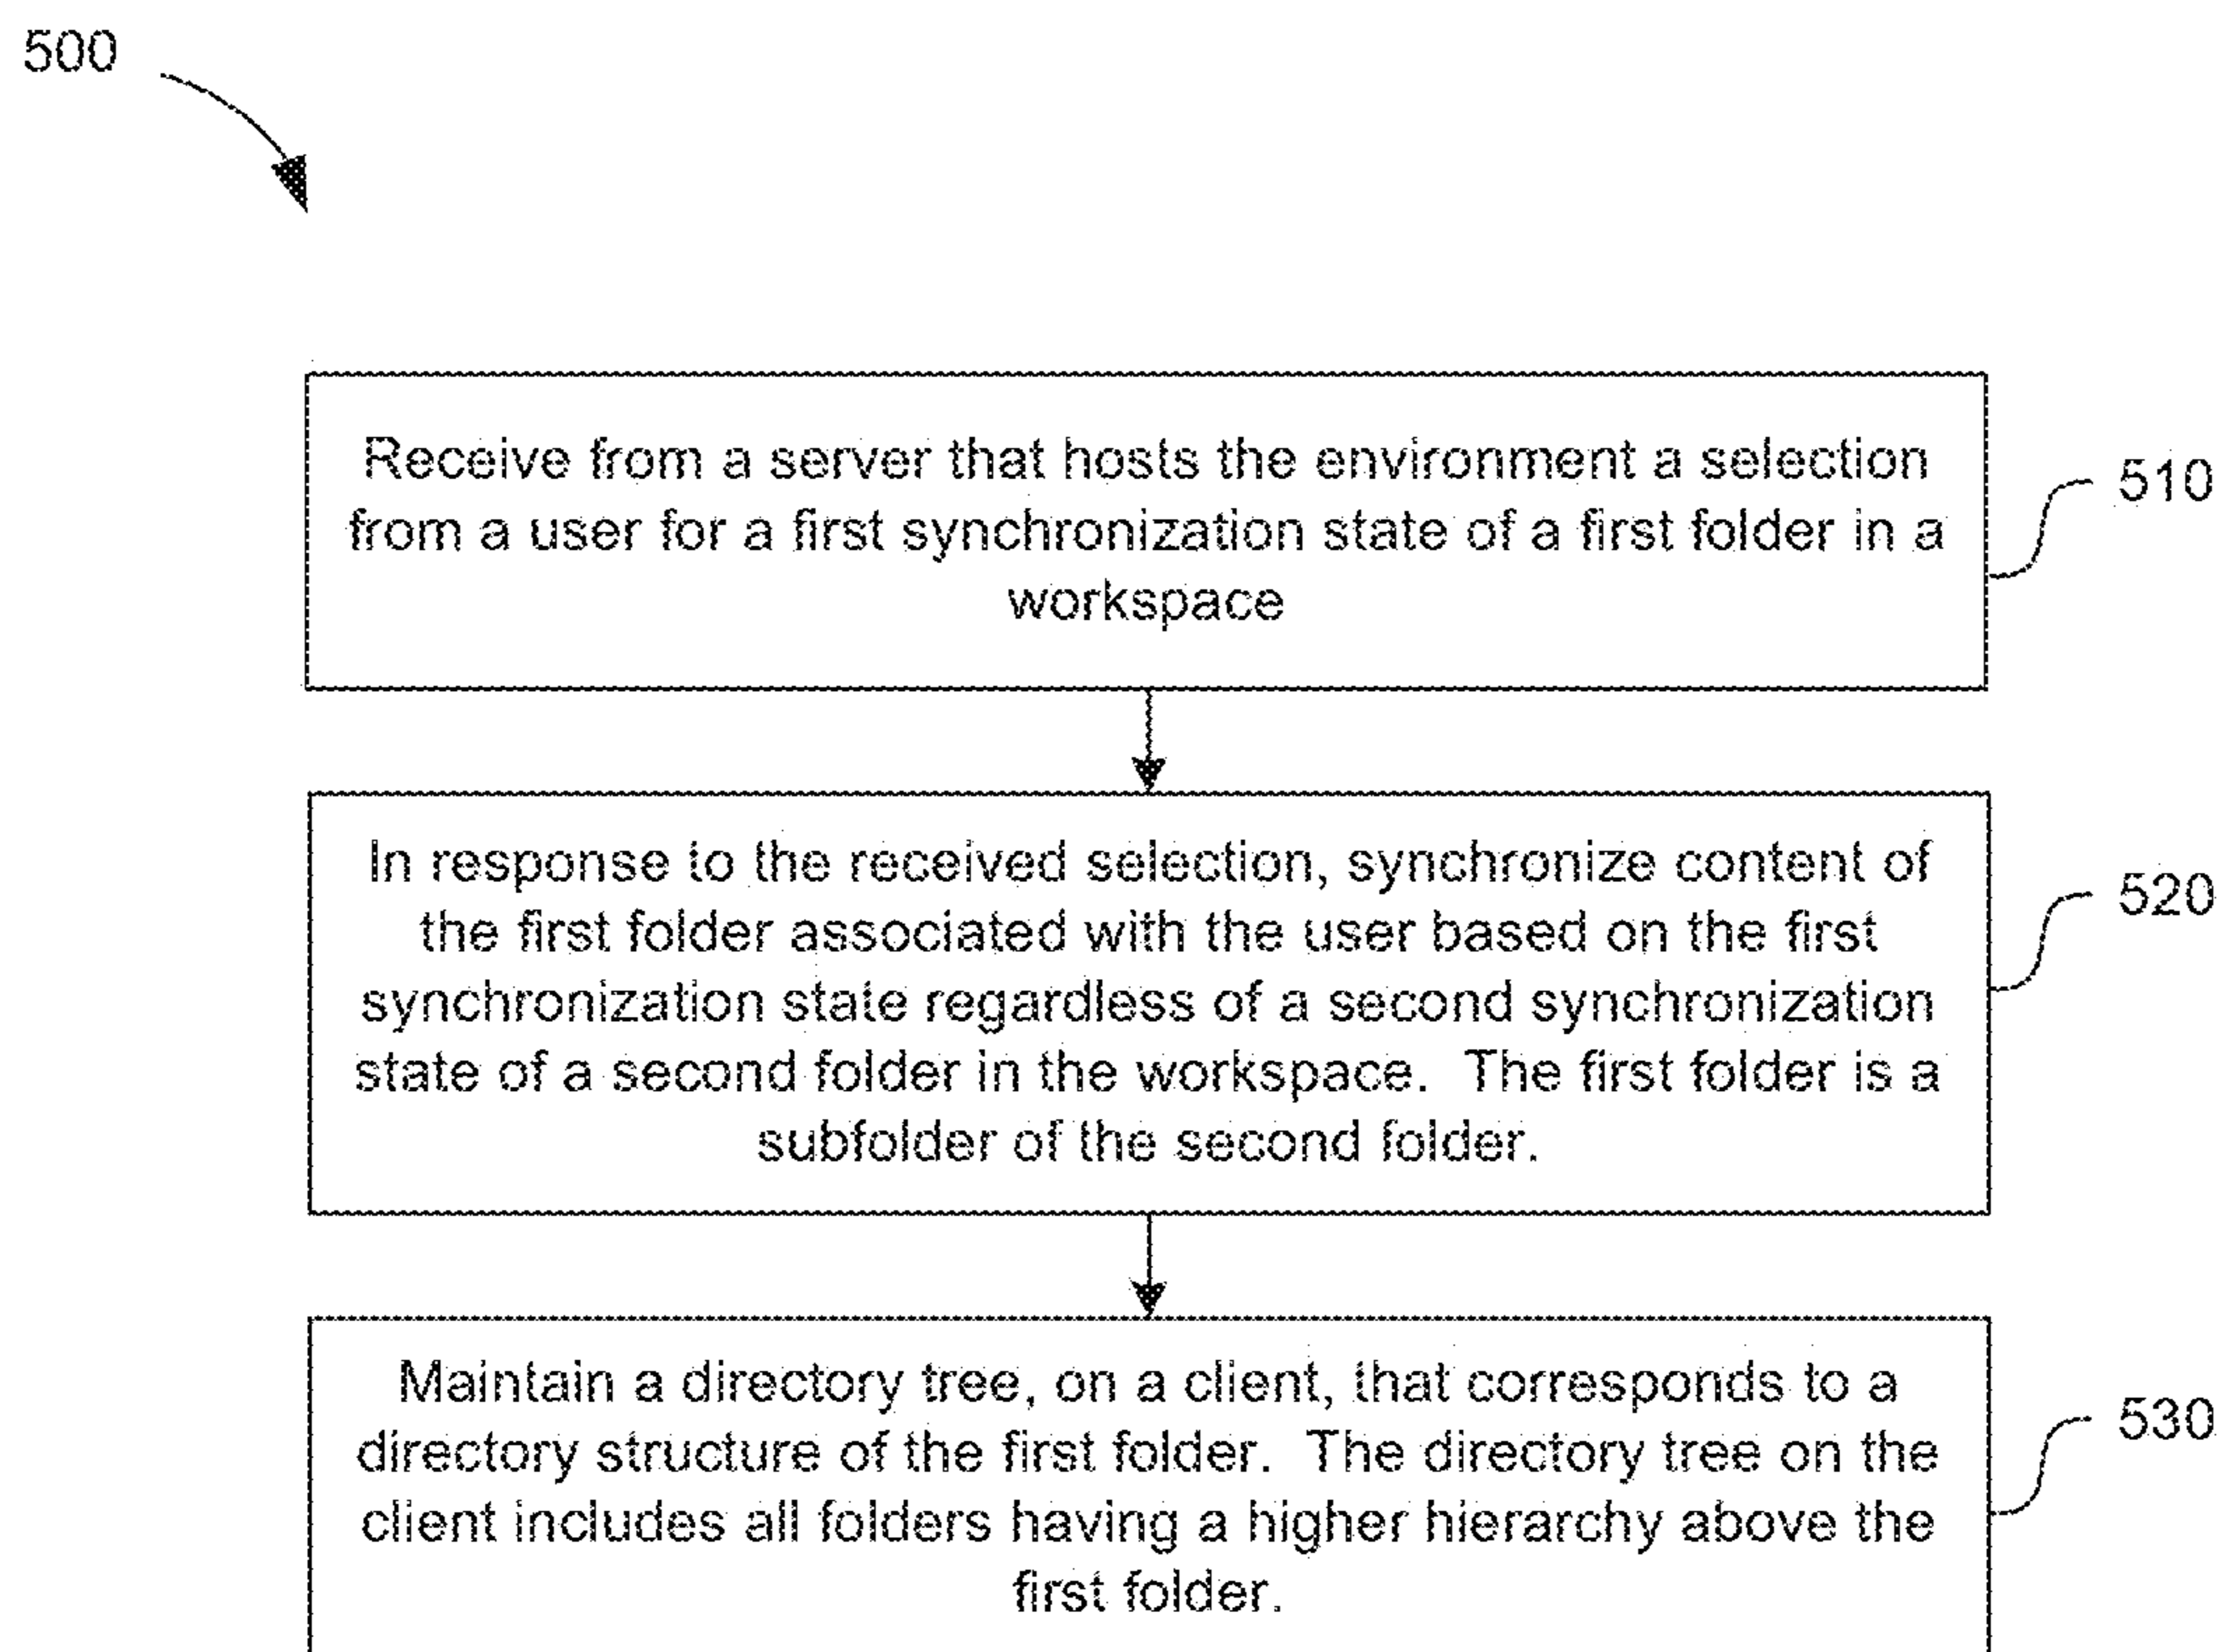 500
Receive from a server that hosts the environment a selection
from a user for a first synchronization state of a first folder in a
workspace
510
In response to the received selection, synchronize content of
the first folder associated with the user based on the first
synchronization state regardless of a second synchronization
state of a second folder in the workspace. The first folder is a
subfolder of the second folder.
520
Maintain a directory tree, on a client, that corresponds to a
directory structure of the first folder. The directory tree on the
client includes all folders having a higher hierarchy above the
first folder.
530